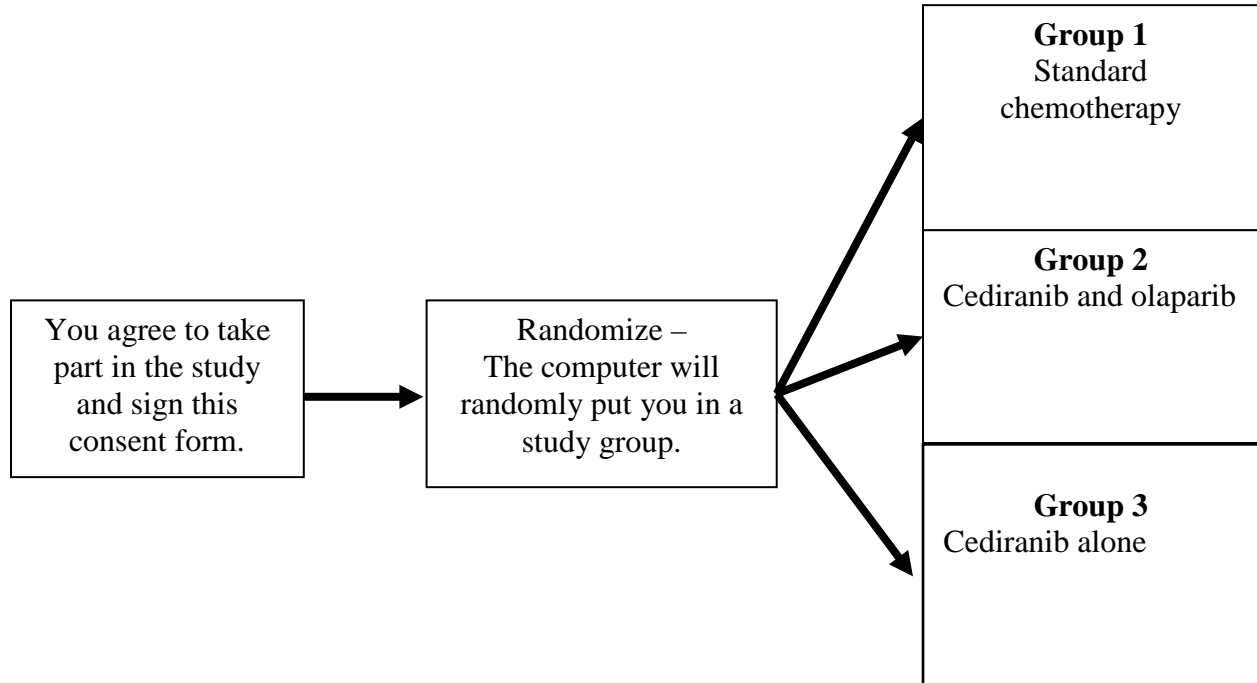 You agree to take
part in the study
and sign this
consent form.
Randomize –
The computer will
randomly put you in a
study group.
Group 1
Standard
chemotherapy
Group 2
Cediranib and olaparib
Group 3
Cediranib alone